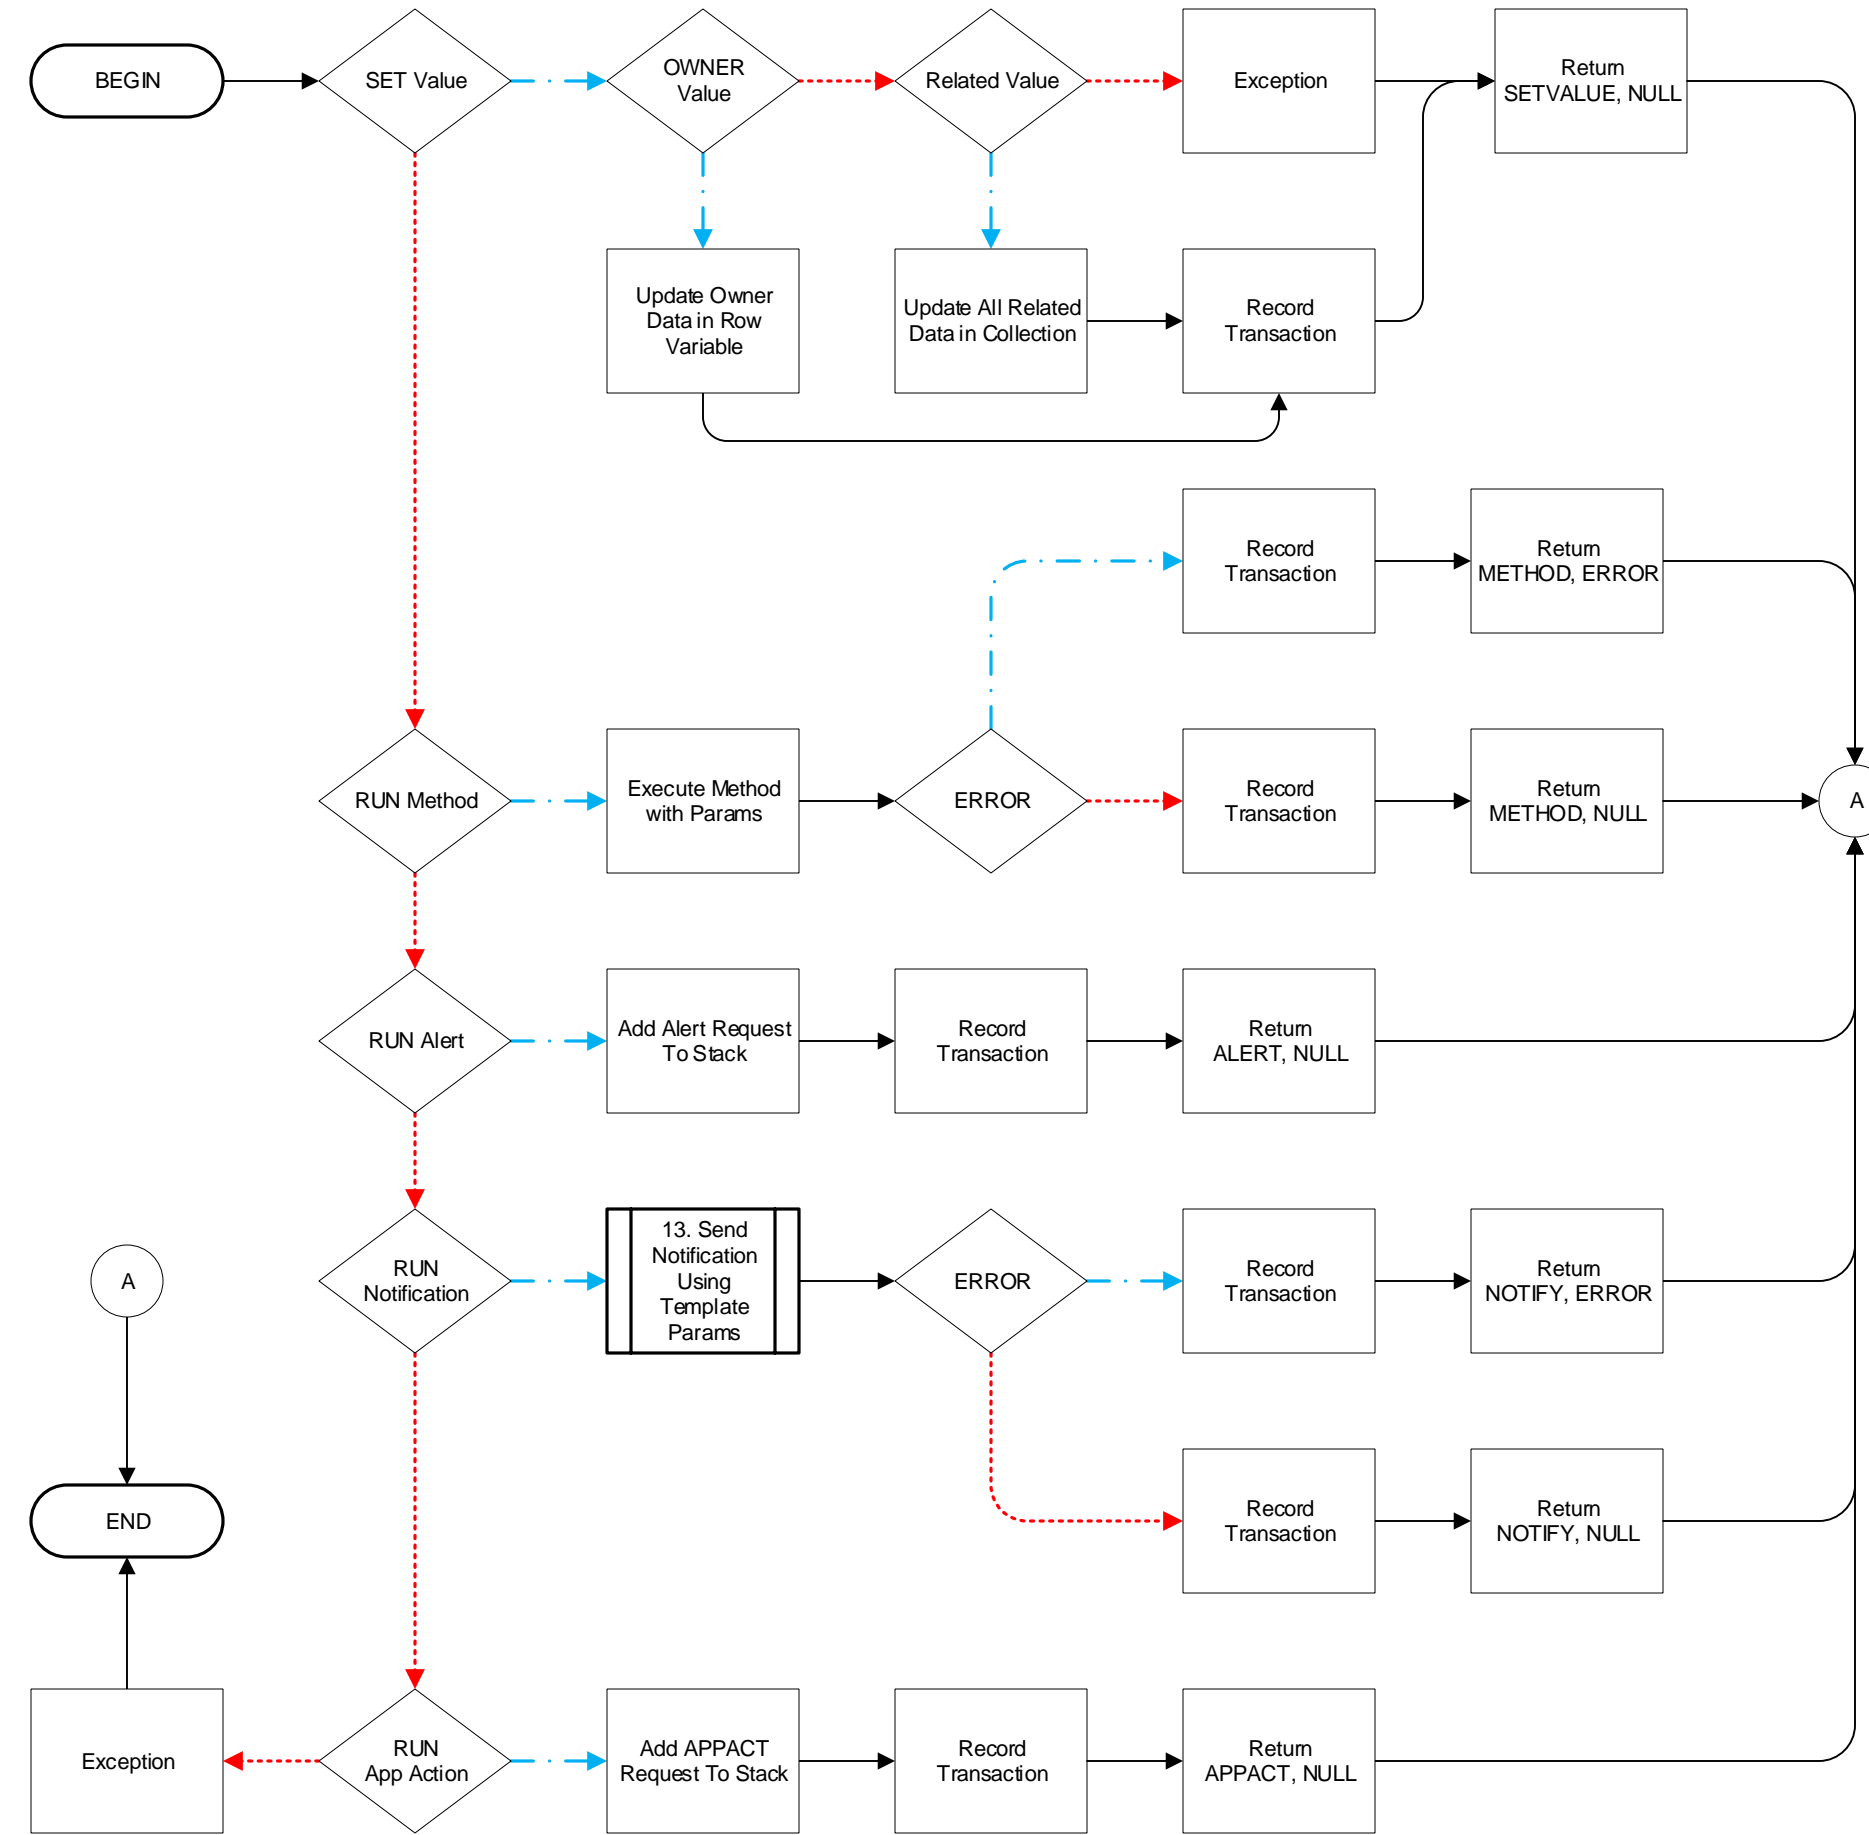 BEGIN
SET Value
OWNER
Value
Related Value
Exception
Return
SETVALUE, NULL
Update Owner
Data in Row
Variable
Update All Related
Data in Collection
Record
Transaction
Record
Transaction
Return
METHOD, ERROR
RUN Method
Execute Method
with Params
ERROR
Record
Transaction
Return
METHOD, NULL
A
RUN Alert
Add Alert Request
To Stack
Record
Transaction
Return
ALERT, NULL
A
RUN
Notification
13. Send
Notification
Using
Template
Params
ERROR
Record
Transaction
Return
NOTIFY, ERROR
END
Record
Transaction
Return
NOTIFY, NULL
Exception
RUN
App Action
Add APPACT
Request To Stack
Record
Transaction
Return
APPACT, NULL